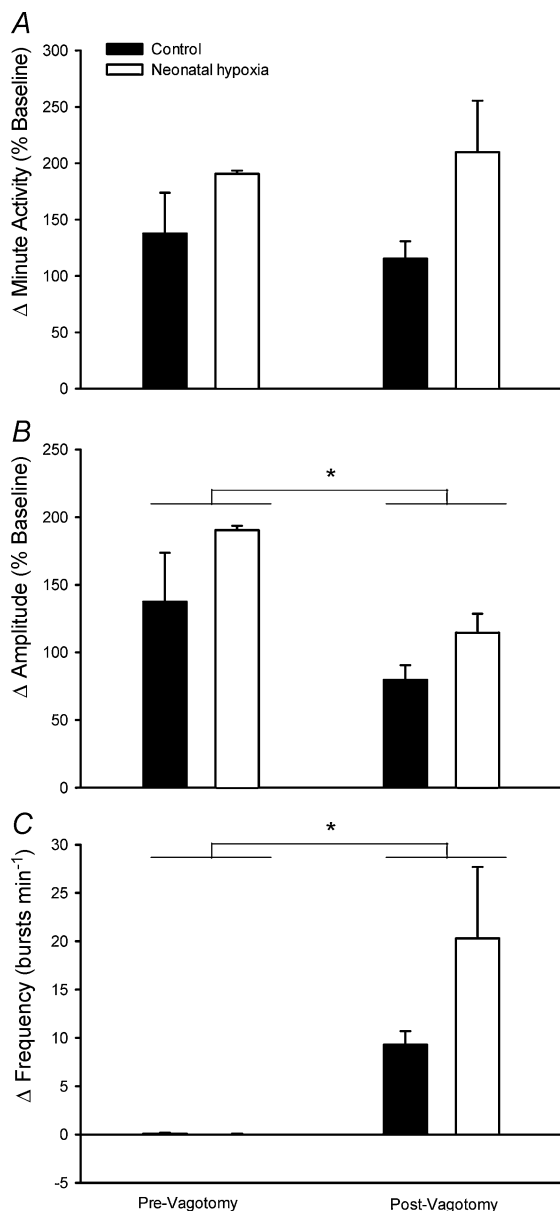 A
Control
Neonatal hypoxia
300
250
200
150
100
50
0
Δ Minute Activity (% Baseline)
B
250
200
150
100
50
0
Δ Amplitude (% Baseline)
*
C
30
25
20
15
10
5
0
-5
Δ Frequency (bursts min⁻¹)
*
Pre-Vagotomy
Post-Vagotomy